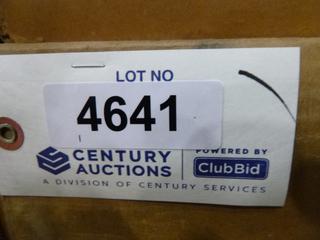 LOT NO
4641
CENTURY AUCTIONS
POWERED BY
ClubBid
A DIVISION OF CENTURY SERVICES